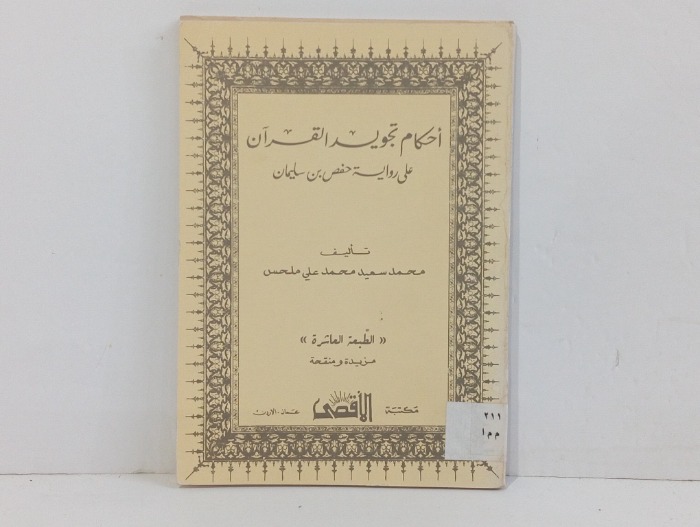 أحكام تجويد القرآن
على رواية حفص بن سليمان
تأليف
محمد سعيد محمد علي ملحس
« الطبعة العاشرة »
مزيدة ومنقحة
مكتبة الأقصى عمان - الأردن
٢١١
م م ا